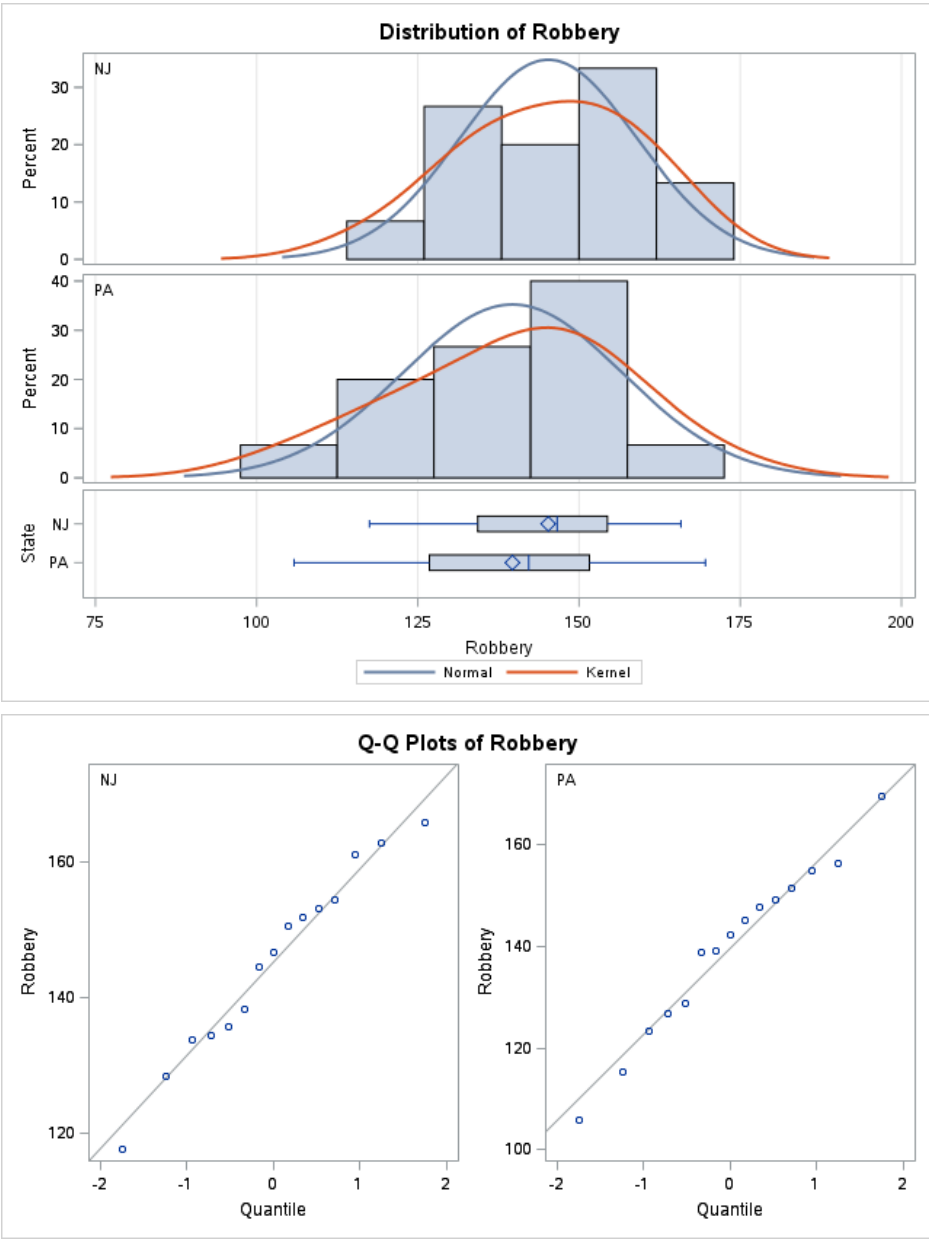 Distribution of Robbery
NJ
Percent
30
20
10
0
PA
Percent
40
30
20
10
0
State
NJ
PA
75 100 125 150 175 200
Robbery
Normal Kernel
Q-Q Plots of Robbery
NJ
Robbery
160
140
120
-2 -1 0 1 2
Quantile
PA
Robbery
160
140
120
100
-2 -1 0 1 2
Quantile